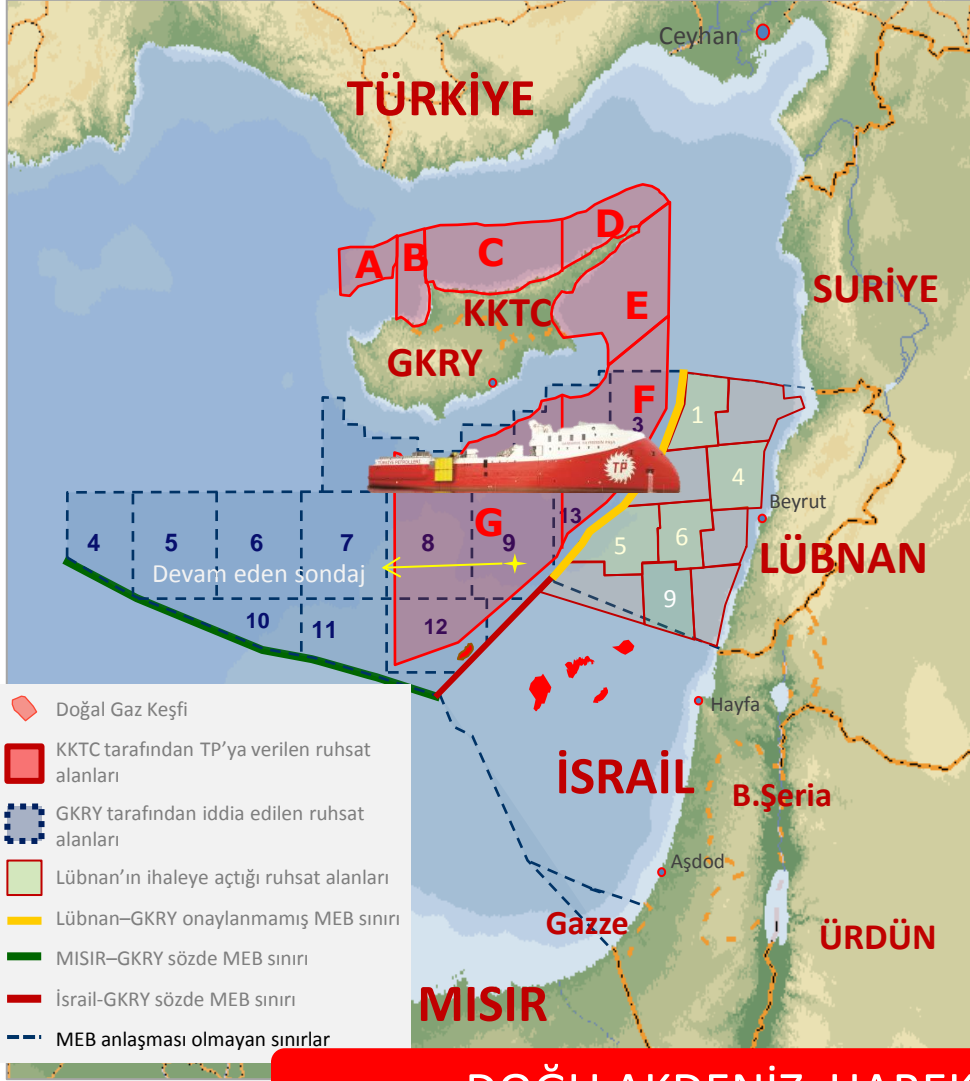 Ceyhan
TÜRKİYE
A
B
C
D
E
KKTC
SURİYE
GKRY
F
3
1
4
TP
Beyrut
4
5
6
7
8
G
9
13
5
6
LÜBNAN
Devam eden sondaj
9
10
11
12
Hayfa
İSRAİL
B.Şeria
Aşdod
Gazze
ÜRDÜN
MISIR
Doğal Gaz Keşfi
KKTC tarafından TP’ya verilen ruhsat
alanları
GKRY tarafından iddia edilen ruhsat
alanları
Lübnan’ın ihaleye açtığı ruhsat alanları
Lübnan–GKRY onaylanmamış MEB sınırı
MISIR–GKRY sözde MEB sınırı
İsrail-GKRY sözde MEB sınırı
MEB anlaşması olmayan sınırlar
DOĞU AKDENİZ HAREK